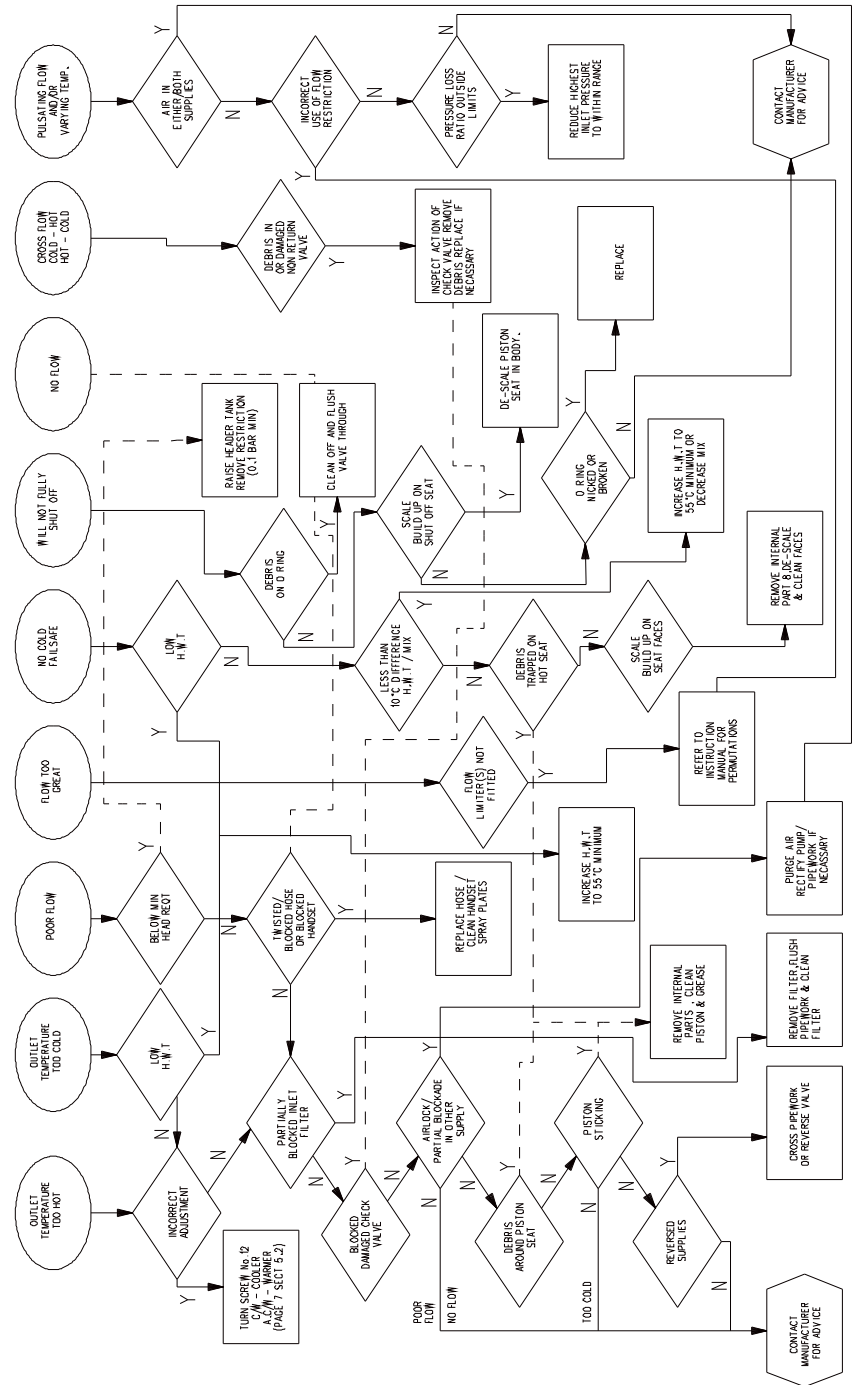 OUTLET
TEMPERATURE
TOO HOT
OUTLET
TEMPERATURE
TOO COLD
POOR FLOW
FLOW TOO
GREAT
NO COLD
FAILSAFE
WILL NOT FULLY
SHUT OFF
NO FLOW
CROSS FLOW
COLD - HOT
HOT - COLD
PULSATING FLOW
AND/OR
VARYING TEMP.
INCORRECT
ADJUSTMENT
Y
N
LOW
H.W.T
N
Y
BELOW MIN
HEAD REQT
Y
N
LOW
H.W.T
Y
N
DEBRIS
ON O RING
Y
N
RAISE HEADER TANK
REMOVE RESTRICTION
(0.1 BAR MIN)
DEBRIS IN
OR DAMAGED
NON RETURN
VALVE
Y
AIR IN
EITHER/BOTH
SUPPLIES
Y
N
TURN SCREW No 12
C/W - COOLER
A.C/W - WARMER
(PAGE 7 SECT 5.2)
PARTIALLY
BLOCKED INLET
FILTER
N
Y
TWISTED/
BLOCKED HOSE
OR BLOCKED
HANDSET
N
Y
CLEAN OFF AND FLUSH
VALVE THROUGH
INCORRECT
USE OF FLOW
RESTRICTION
Y
N
BLOCKED
DAMAGED CHECK
VALVE
Y
N
REPLACE HOSE/
CLEAN HANDSET
SPRAY PLATES
FLOW
LIMITER(S) NOT
FITTED
Y
LESS THAN
10°C DIFFERENCE
H.W.T / MIX
Y
N
SCALE
BUILD UP ON
SHUT OFF SEAT
Y
N
INSPECT ACTION OF
CHECK VALVE REMOVE
DEBRIS REPLACE IF
NECASSARY
PRESSURE LOSS
RATIO OUTSIDE
LIMITS
N
Y
AIRLOCK/
PARTIAL BLOCKADE
IN OTHER
SUPPLY
Y
N
N
POOR
FLOW
NO FLOW
INCREASE H.W.T
TO 55°C MINIMUM
DEBRIS
TRAPPED ON
HOT SEAT
Y
N
DE-SCALE PISTON
SEAT IN BODY.
REDUCE HIGHEST
INLET PRESSURE
TO WITHIN RANGE
DEBRIS
AROUND PISTON
SEAT
Y
N
O RING
NICKED OR
BROKEN
Y
N
REPLACE
PISTON
STICKING
Y
N
N
TOO COLD
REMOVE INTERNAL
PARTS , CLEAN
PISTON & GREASE
REFER TO
INSTRUCTION
MANUAL FOR
PERMUTATIONS
SCALE
BUILD UP ON
SEAT FACES
INCREASE H.W.T TO
55°C MINIMUM OR
DECREASE MIX
REVERSED
SUPPLIES
Y
N
CROSS PIPEWORK
OR REVERSE VALVE
REMOVE FILTER,FLUSH
PIPEWORK & CLEAN
FILTER
PURGE AIR
RECTIFY PUMP/
PIPEWORK IF
NECASSARY
REMOVE INTERNAL
PART 8,DE-SCALE
& CLEAN FACES
CONTACT
MANUFACTURER
FOR ADVICE
CONTACT
MANUFACTURER
FOR ADVICE